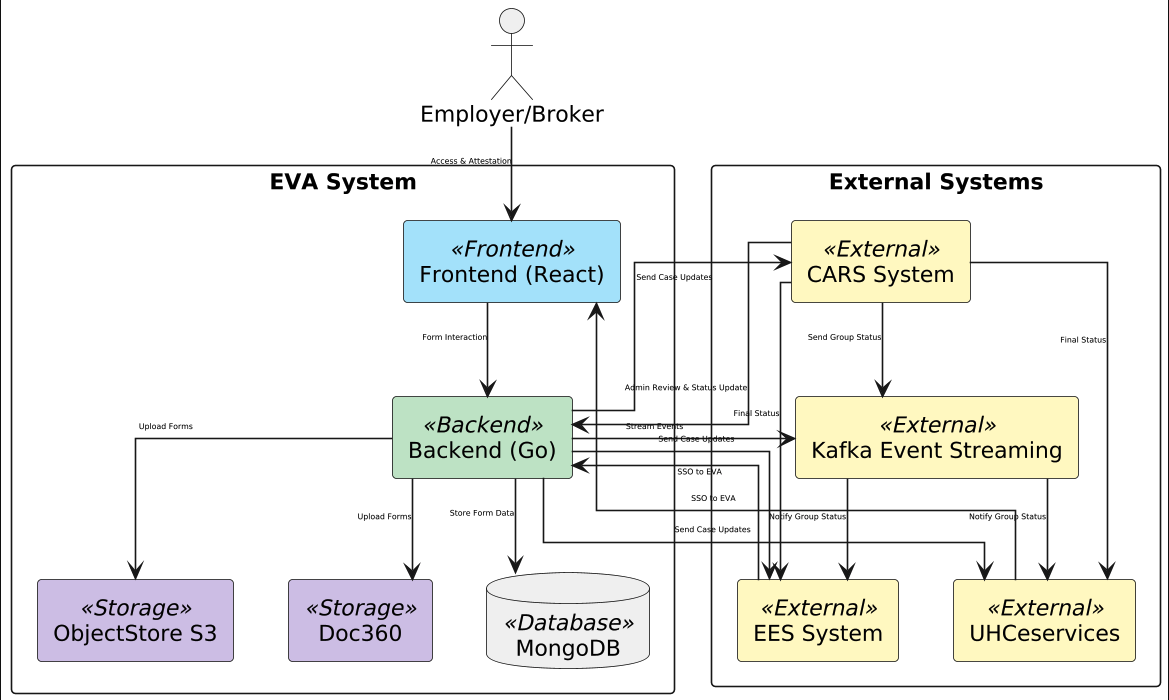 Employer/Broker
Access & Attestation
EVA System
External Systems
«Frontend»
Frontend (React)
«External»
CARS System
Send Case Updates
Form Interaction
Send Group Status
Final Status
Admin Review & Status Update
Final Status
«Backend»
Backend (Go)
«External»
Kafka Event Streaming
Upload Forms
Stream Events
Send Case Updates
SSO to EVA
SSO to EVA
Upload Forms
Store Form Data
Notify Group Status
Notify Group Status
Send Case Updates
«Storage»
ObjectStore S3
«Storage»
Doc360
«Database»
MongoDB
«External»
EES System
«External»
UHCeservices